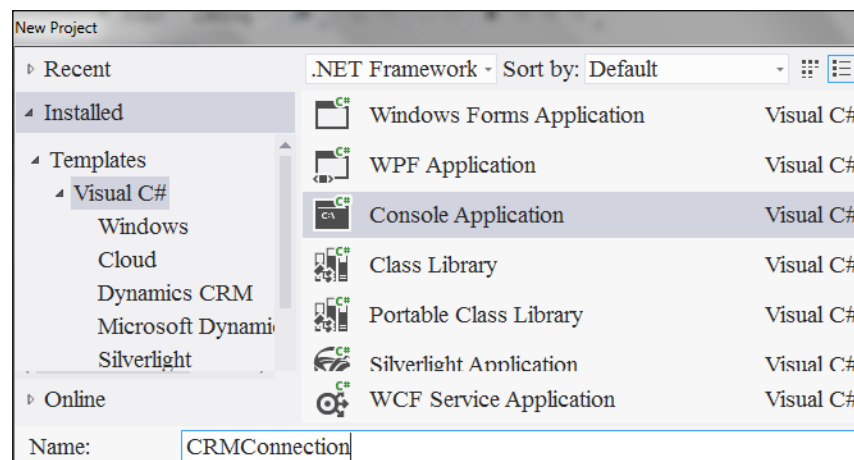 New Project
Recent
.NET Framework Sort by: Default
Installed
Templates
Visual C#
Windows
Cloud
Dynamics CRM
Microsoft Dynami
Silverlight
Online
C# Windows Forms Application Visual C#
C# WPF Application Visual C#
C# C:\ Console Application Visual C#
C# Class Library Visual C#
C# Portable Class Library Visual C#
C# Silverlight Application Visual C#
C# WCF Service Application Visual C#
Name: CRMConnection